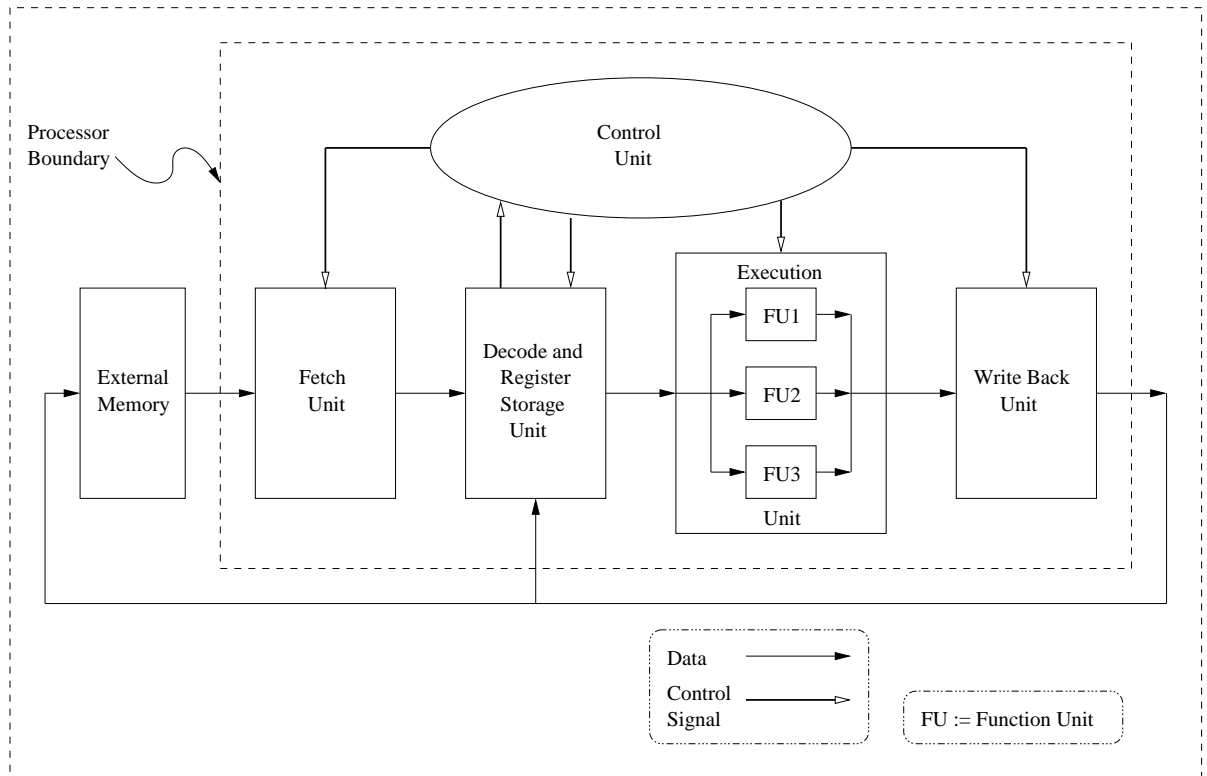 Control
Unit
Processor
Boundary
External
Memory
Fetch
Unit
Decode and
Register
Storage
Unit
Execution
FU1
FU2
FU3
Unit
Write Back
Unit
Data
Control
Signal
FU := Function Unit